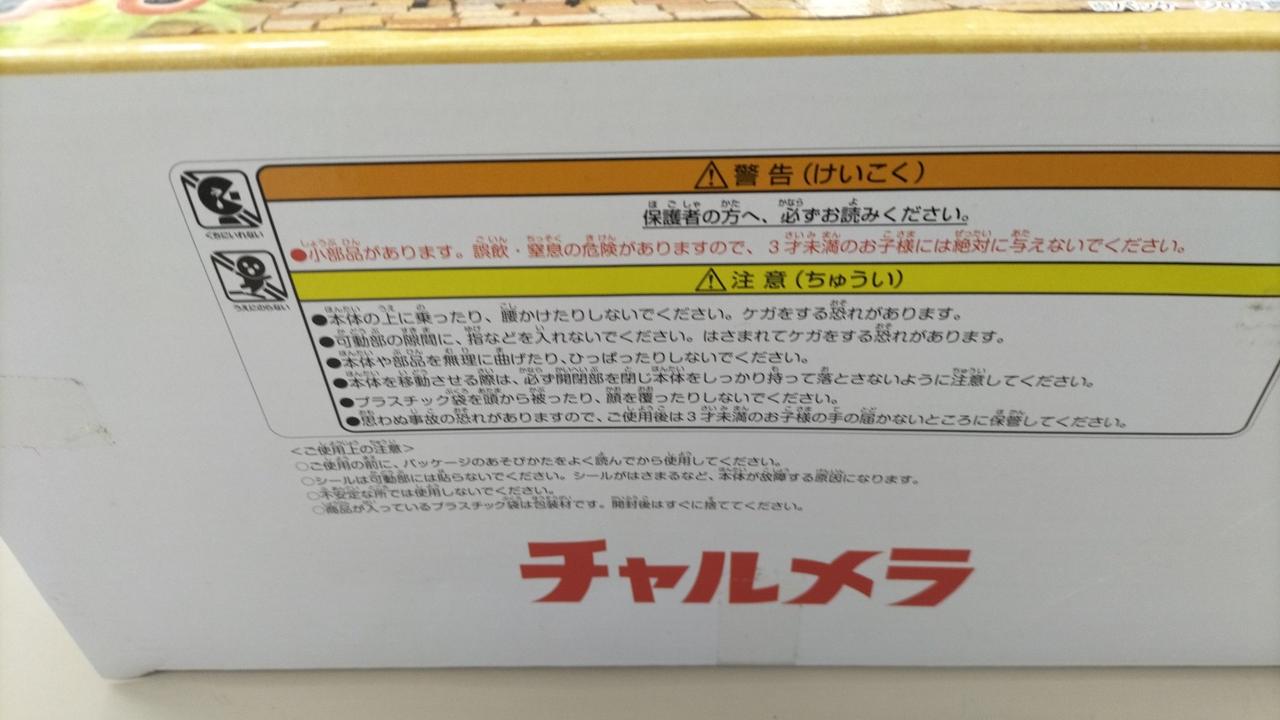 ※パッケージの写
⚠警告(けいこく)
保護者の方へ、必ずお読みください。
くちにいれない
●小部品があります。誤飲・窒息の危険がありますので、3才未満のお子様には絶対に与えないでください。
⚠注意(ちゅうい)
うえにのらない
●本体の上に乗ったり、腰かけたりしないでください。ケガをする恐れがあります。
●可動部の隙間に、指などを入れないでください。はさまれてケガをする恐れがあります。
●本体や部品を無理に曲げたり、ひっぱったりしないでください。
●本体を移動させる際は、必ず開閉部を閉じ本体をしっかり持って落とさないように注意してください。
●プラスチック袋を頭から被ったり、顔を覆ったりしないでください。
●思わぬ事故の恐れがありますので、ご使用後は3才未満のお子様の手の届かないところに保管してください。
<ご使用上の注意>
○ご使用の前に、パッケージのあそびかたをよく読んでから使用してください。
○シールは可動部には貼らないでください。シールがはさまるなど、本体が故障する原因になります。
○不安定な所では使用しないでください。
○商品が入っているプラスチック袋は包装材です。開封後はすぐに捨ててください。
チャルメラ